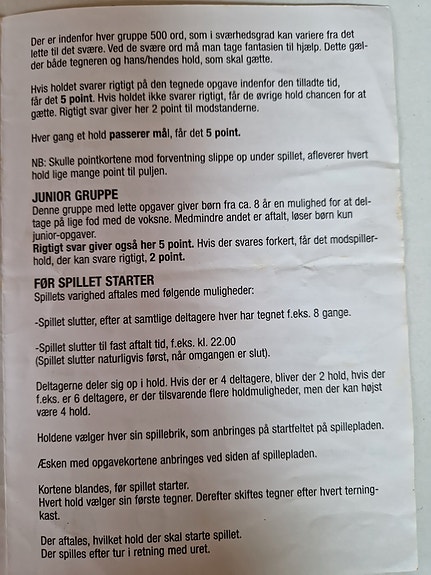 Der er indenfor hver gruppe 500 ord, som i sværhedsgrad kan variere fra det
lette til det svære. Ved de svære ord må man tage fantasien til hjælp. Dette gæl-
der både tegneren og hans/hendes hold, som skal gætte.
Hvis holdet svarer rigtigt på den tegnede opgave indenfor den tilladte tid,
får det 5 point. Hvis holdet ikke svarer rigtigt, får de øvrige hold chancen for at
gætte. Rigtigt svar giver her 2 point til modstanderne.
Hver gang et hold passerer mål, får det 5 point.
NB: Skulle pointkortene mod forventning slippe op under spillet, afleverer hvert
hold lige mange point til puljen.
JUNIOR GRUPPE
Denne gruppe med lette opgaver giver børn fra ca. 8 år en mulighed for at del-
tage på lige fod med de voksne. Medmindre andet er aftalt, løser børn kun
junior-opgaver.
Rigtigt svar giver også her 5 point. Hvis der svares forkert, får det modspiller-
hold, der kan svare rigtigt, 2 point.
FØR SPILLET STARTER
Spillets varighed aftales med følgende muligheder:
-Spillet slutter, efter at samtlige deltagere hver har tegnet f.eks. 8 gange.
-Spillet slutter til fast aftalt tid, f.eks. kl. 22.00
(Spillet slutter naturligvis først, når omgangen er slut).
Deltagerne deler sig op i hold. Hvis der er 4 deltagere, bliver der 2 hold, hvis der
f.eks. er 6 deltagere, er der tilsvarende flere holdmuligheder, men der kan højst
være 4 hold.
Holdene vælger hver sin spillebrik, som anbringes på startfeltet på spillepladen.
Æsken med opgavekortene anbringes ved siden af spillepladen.
Kortene blandes, før spillet starter.
Hvert hold vælger sin første tegner. Derefter skiftes tegner efter hvert terning-
kast.
Der aftales, hvilket hold der skal starte spillet.
Der spilles efter tur i retning med uret.